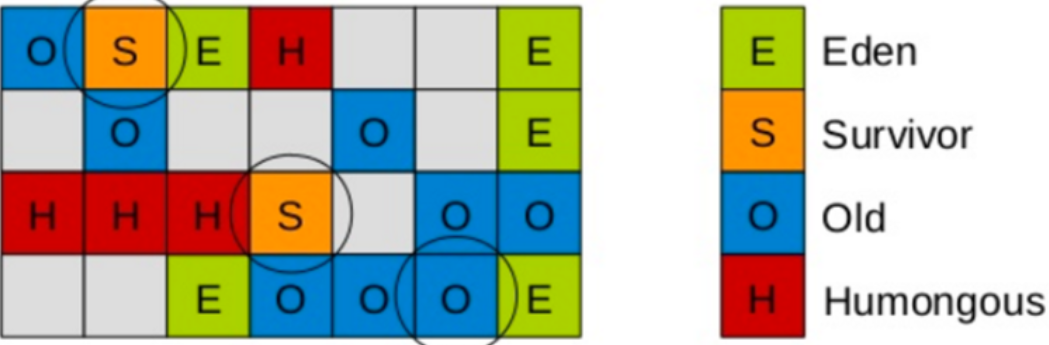 O S E H E E Eden
O O E S Survivor
H H H S O O O Old
E O O O E H Humongous